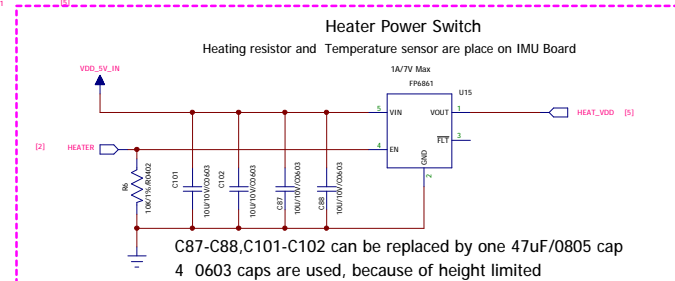 1
[5]
Heater Power Switch
Heating resistor and Temperature sensor are place on IMU Board
VDD_5V_IN
1A/7V Max
FP6861
U15
5 VIN
VOUT 1
HEAT_VDD [5]
FLT 3
[2] HEATER
4 EN
GND
2
R6
10K/1%/R0402
C101
10U/10V/C0603
C102
10U/10V/C0603
C87
10U/10V/C0603
C88
10U/10V/C0603
C87-C88,C101-C102 can be replaced by one 47uF/0805 cap
4 0603 caps are used, because of height limited